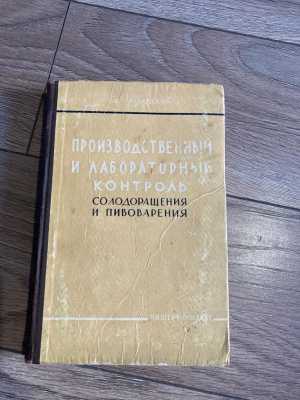 ПРОИЗВОДСТВЕННЫЙ
И ЛАБОРАТОРНЫЙ
КОНТРОЛЬ
СОЛОДОРАЩЕНИЯ
И ПИВОВАРЕНИЯ